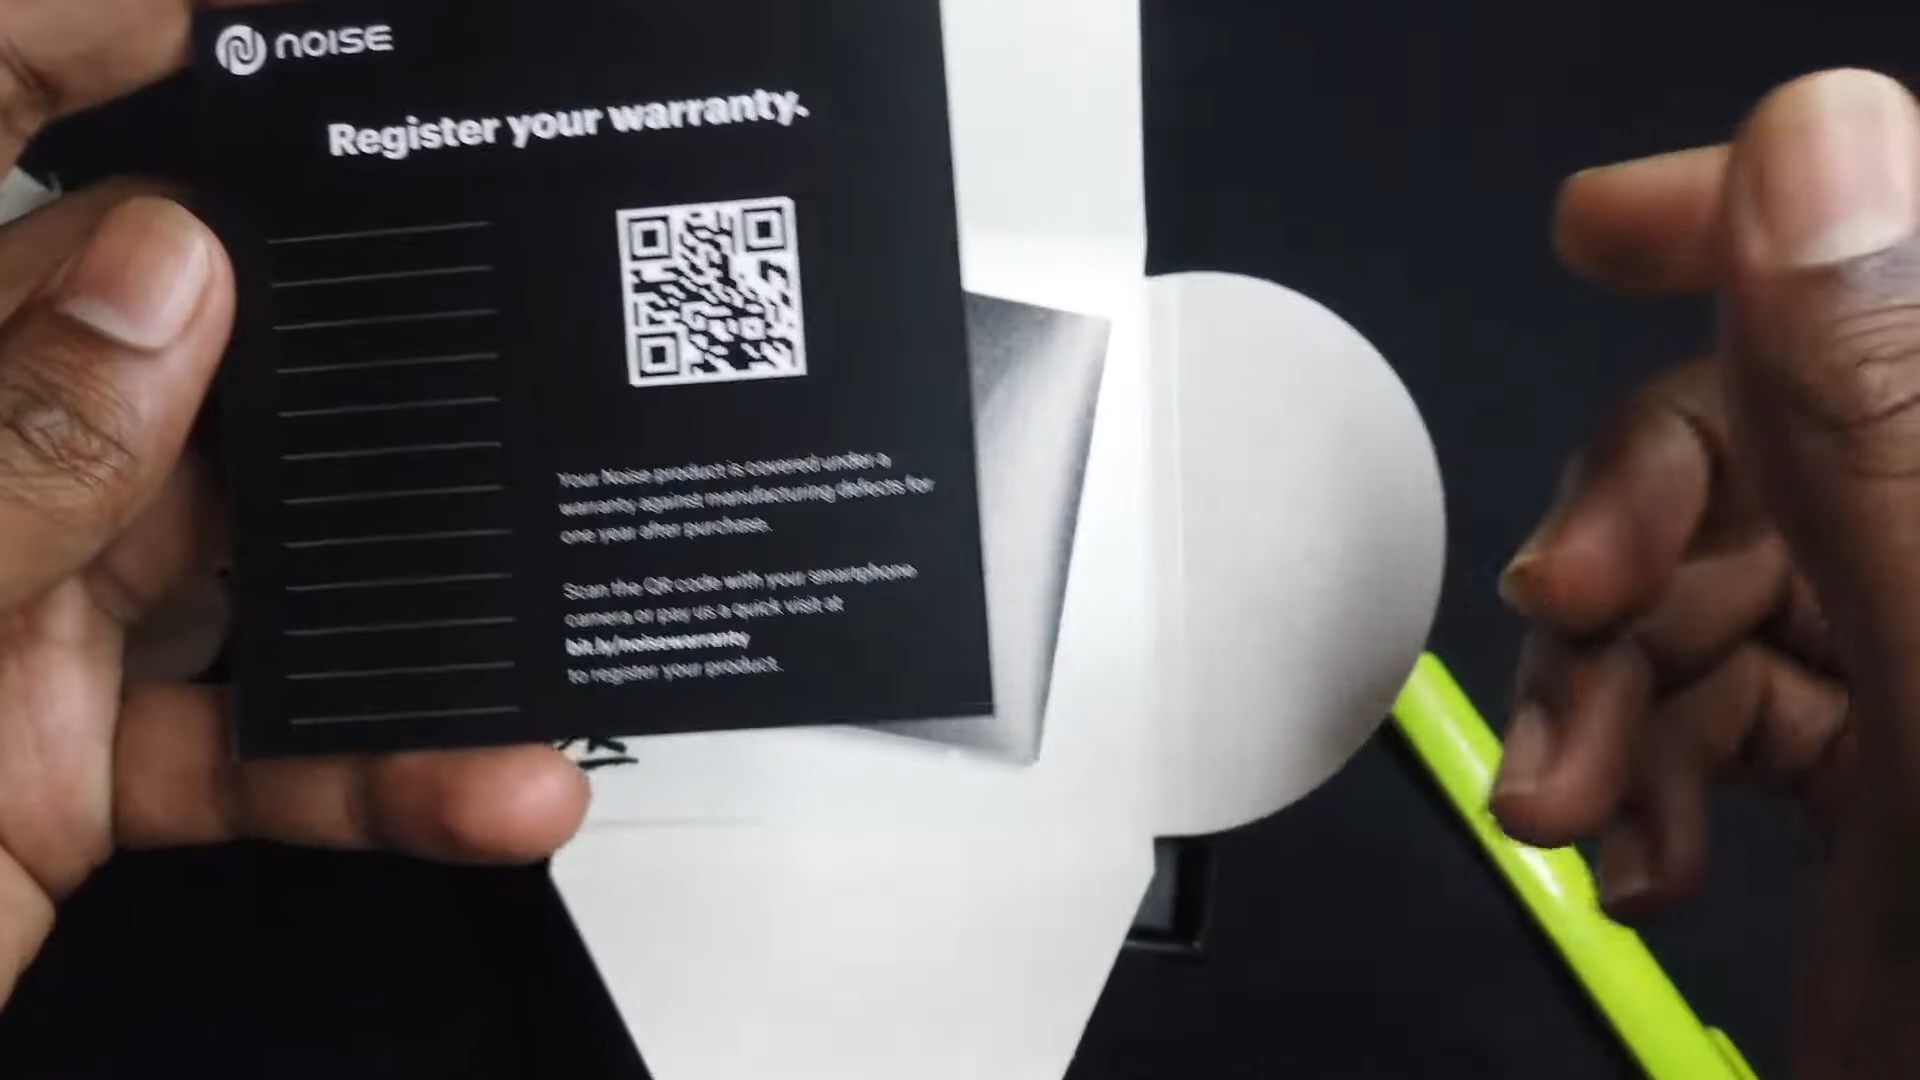 NOISE
Register your warranty.
Your Noise product is covered under a
warranty against manufacturing defects for
one year after purchase.
Scan the QR code with your smartphone
camera or pay us a quick visit at
bit.ly/noisewarranty
to register your product.